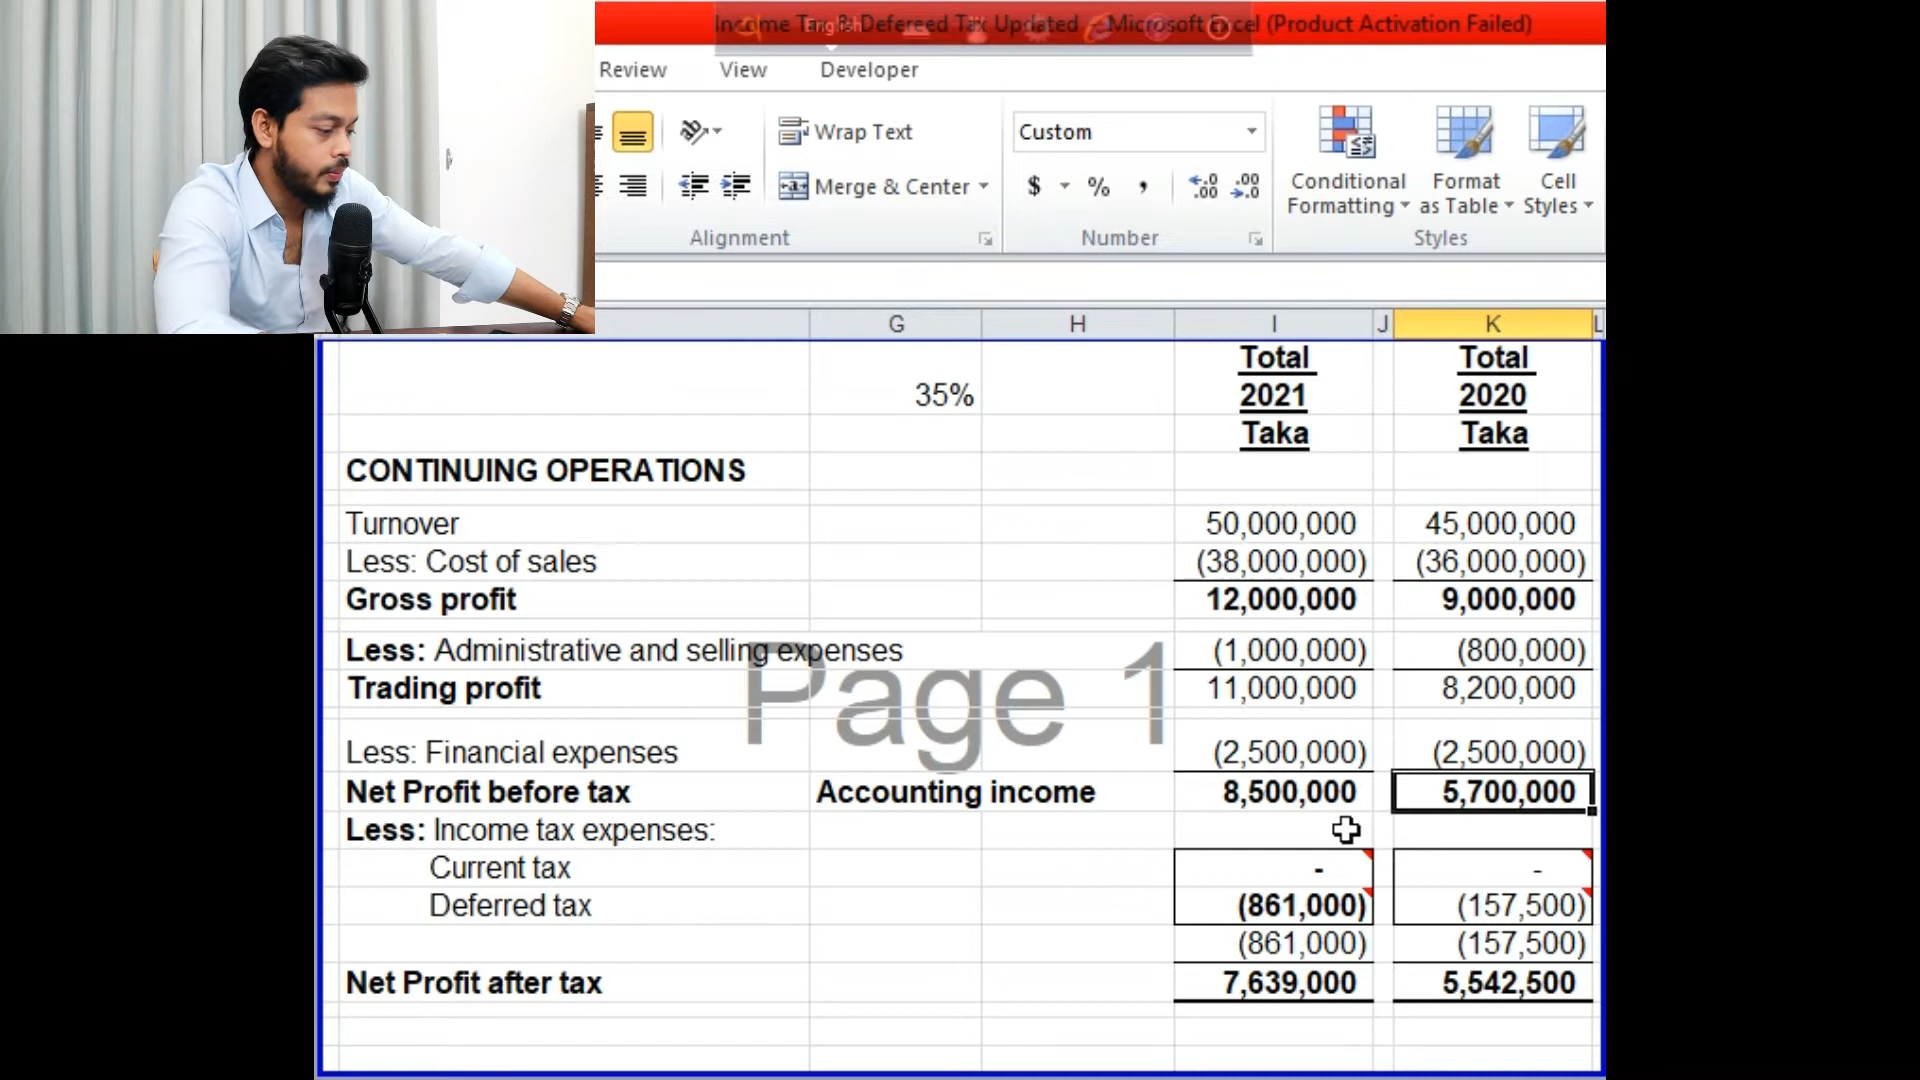 Income Tax & Defereed Tax Updated - Microsoft Excel (Product Activation Failed)
English
Review View Developer
Wrap Text Custom
Merge & Center $ % , .0 .00 .00 .0
Conditional Formatting Format as Table Cell Styles
Alignment Number Styles
G H I J K L
Total Total
35% 2021 2020
Taka Taka
CONTINUING OPERATIONS
Turnover 50,000,000 45,000,000
Less: Cost of sales (38,000,000) (36,000,000)
Gross profit 12,000,000 9,000,000
Less: Administrative and selling expenses (1,000,000) (800,000)
Page 1
Trading profit 11,000,000 8,200,000
Less: Financial expenses (2,500,000) (2,500,000)
Net Profit before tax Accounting income 8,500,000 5,700,000
Less: Income tax expenses:
Current tax - -
Deferred tax (861,000) (157,500)
(861,000) (157,500)
Net Profit after tax 7,639,000 5,542,500